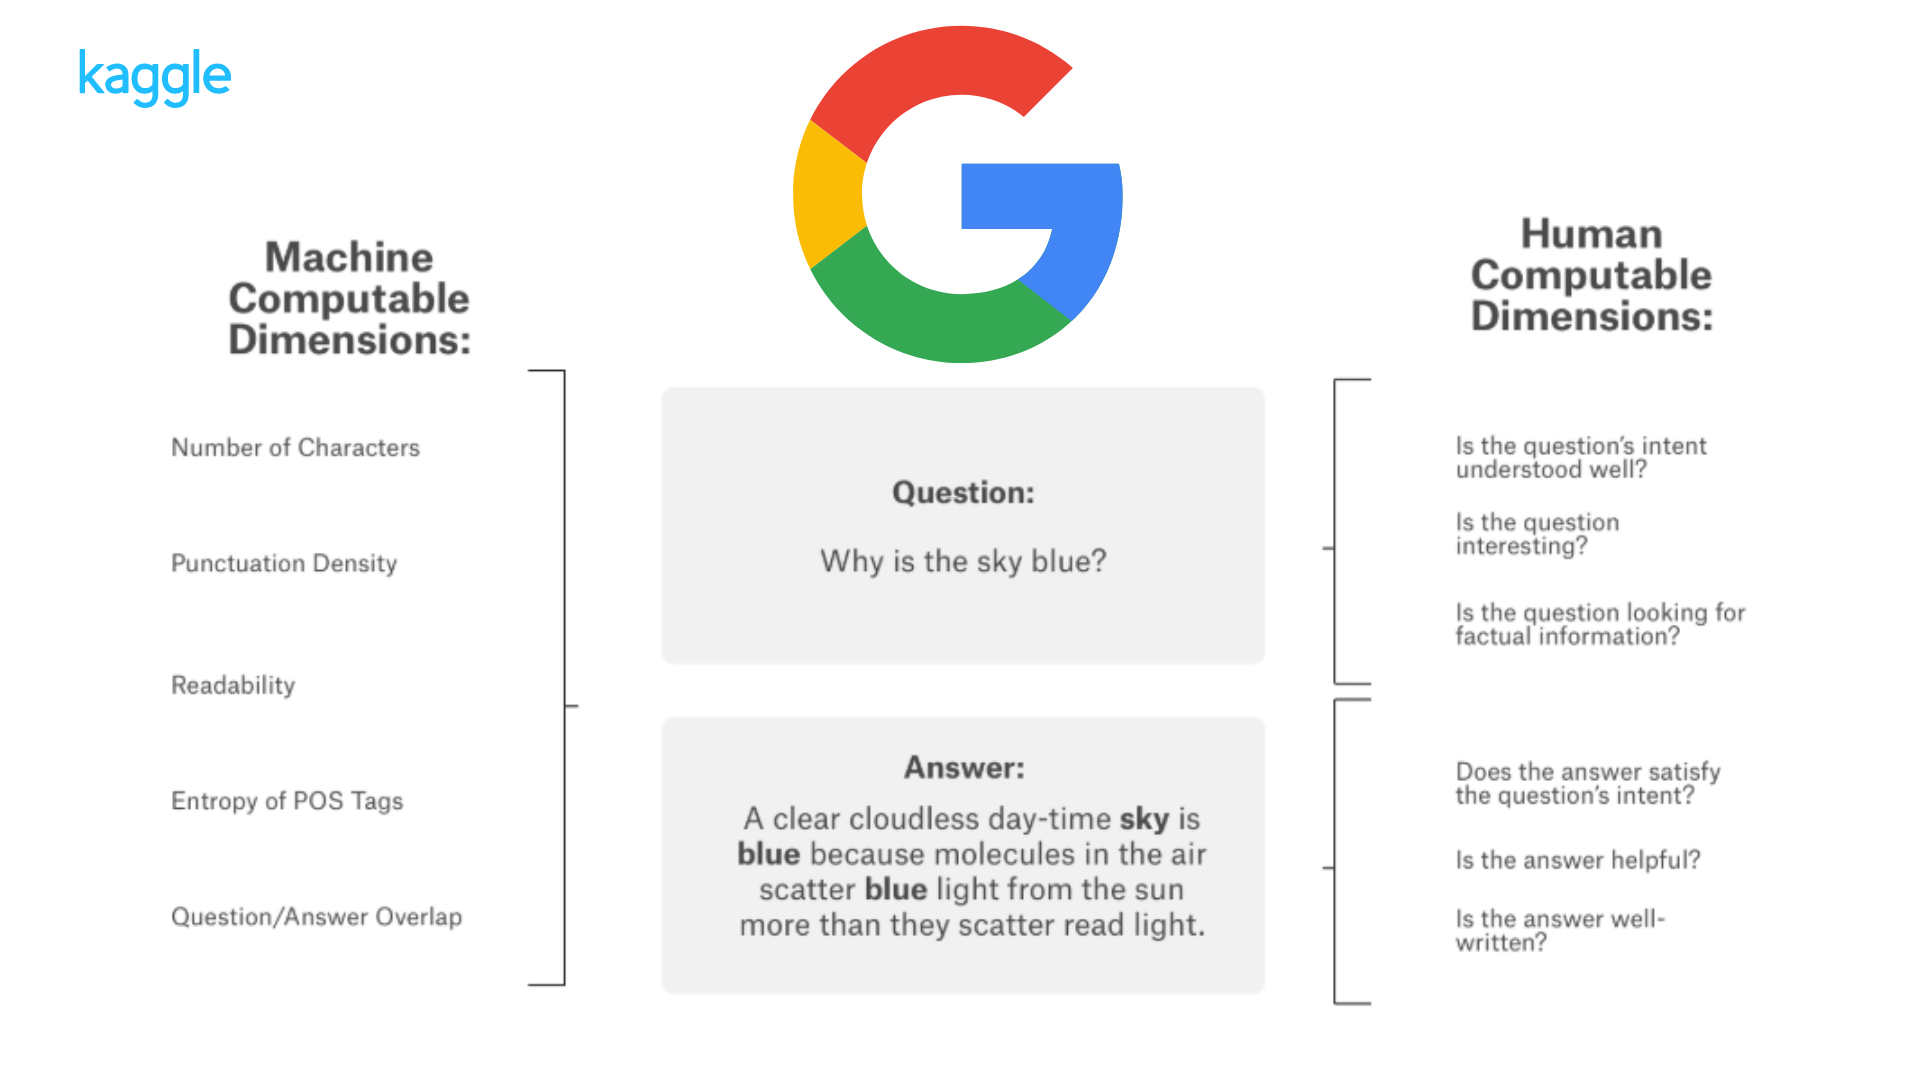 kaggle
Machine
Computable
Dimensions:
Number of Characters
Punctuation Density
Readability
Entropy of POS Tags
Question/Answer Overlap
Question:
Why is the sky blue?
Answer:
A clear cloudless day-time sky is
blue because molecules in the air
scatter blue light from the sun
more than they scatter read light.
Human
Computable
Dimensions:
Is the question’s intent
understood well?
Is the question
interesting?
Is the question looking for
factual information?
Does the answer satisfy
the question’s intent?
Is the answer helpful?
Is the answer well-
written?